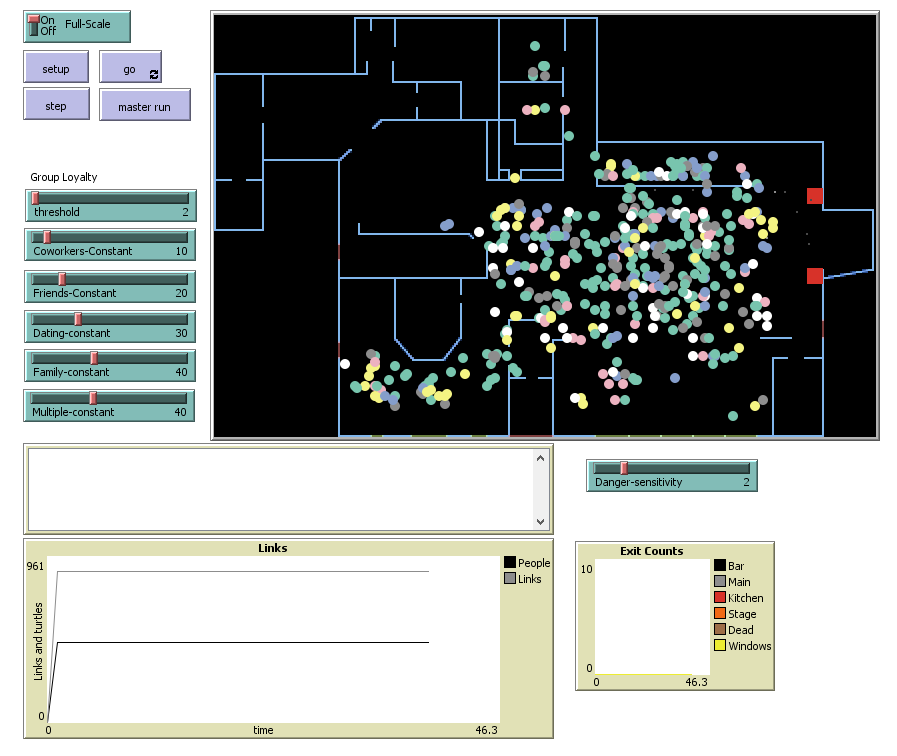 On
Off
Full-Scale
setup
go
step
master run
Group Loyalty
threshold 2
Coworkers-Constant 10
Friends-Constant 20
Dating-constant 30
Family-constant 40
Multiple-constant 40
Danger-sensitivity 2
Links
961
Links and turtles
0
0
time
46.3
People
Links
Exit Counts
10
0
0
46.3
Bar
Main
Kitchen
Stage
Dead
Windows